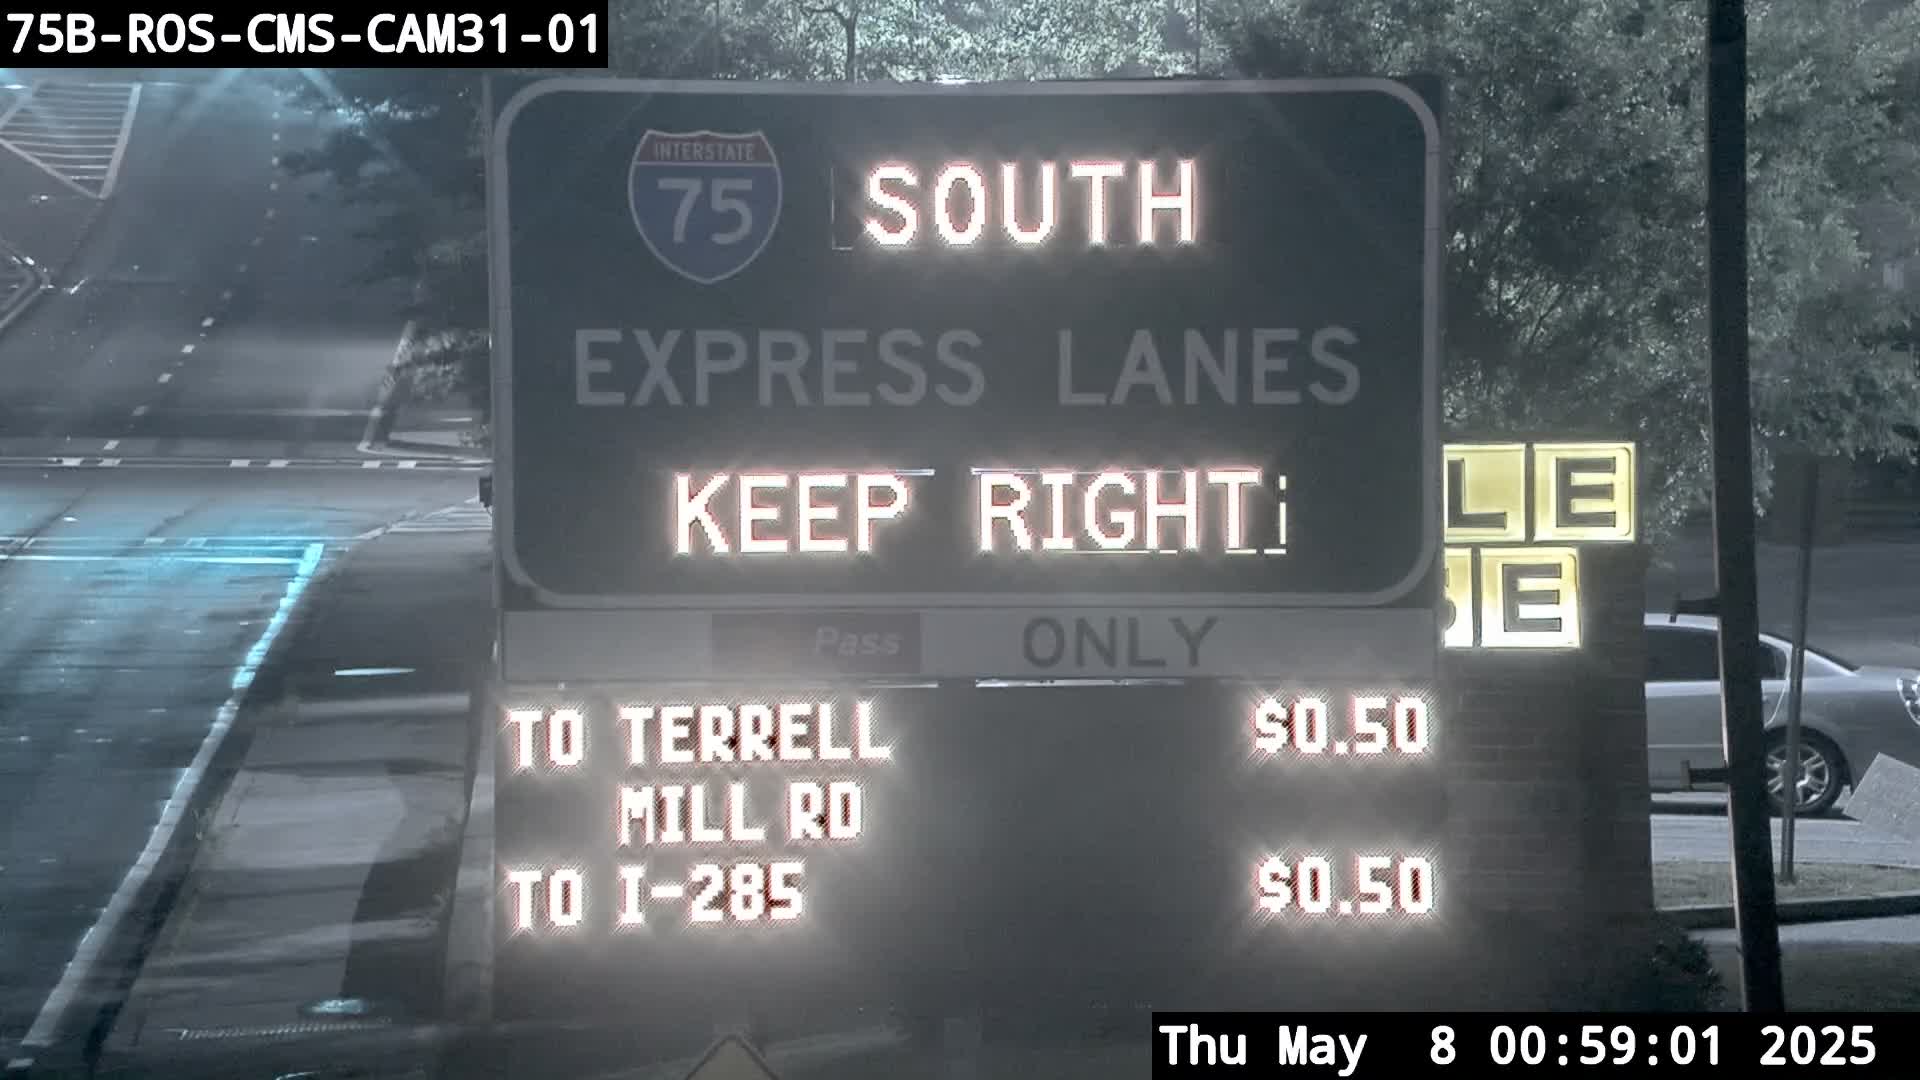 75B-ROS-CMS-CAM31-01
INTERSTATE
75
SOUTH
EXPRESS LANES
KEEP RIGHT
Pass ONLY
LE
E
TO TERRELL $0.50
MILL RD
TO I-285 $0.50
Thu May 8 00:59:01 2025